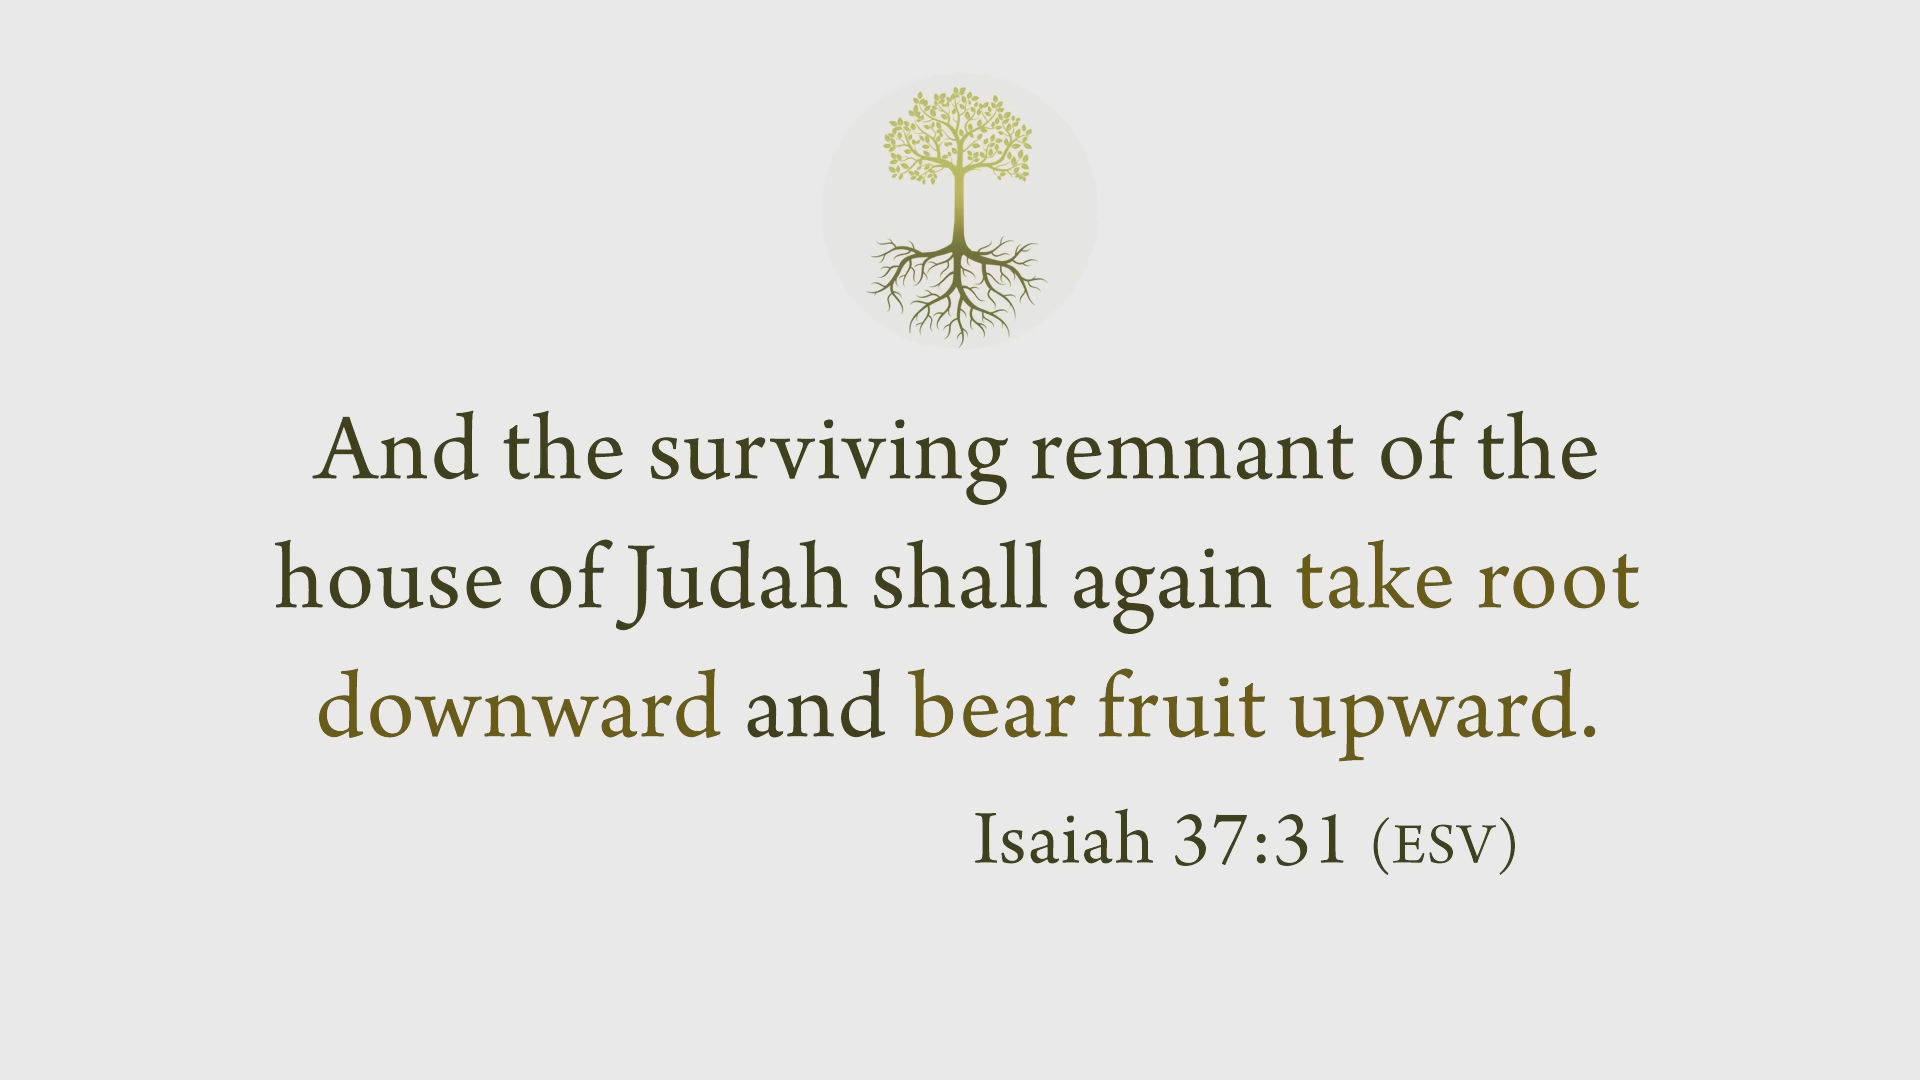 And the surviving remnant of the
house of Judah shall again take root
downward and bear fruit upward.
Isaiah 37:31 (ESV)